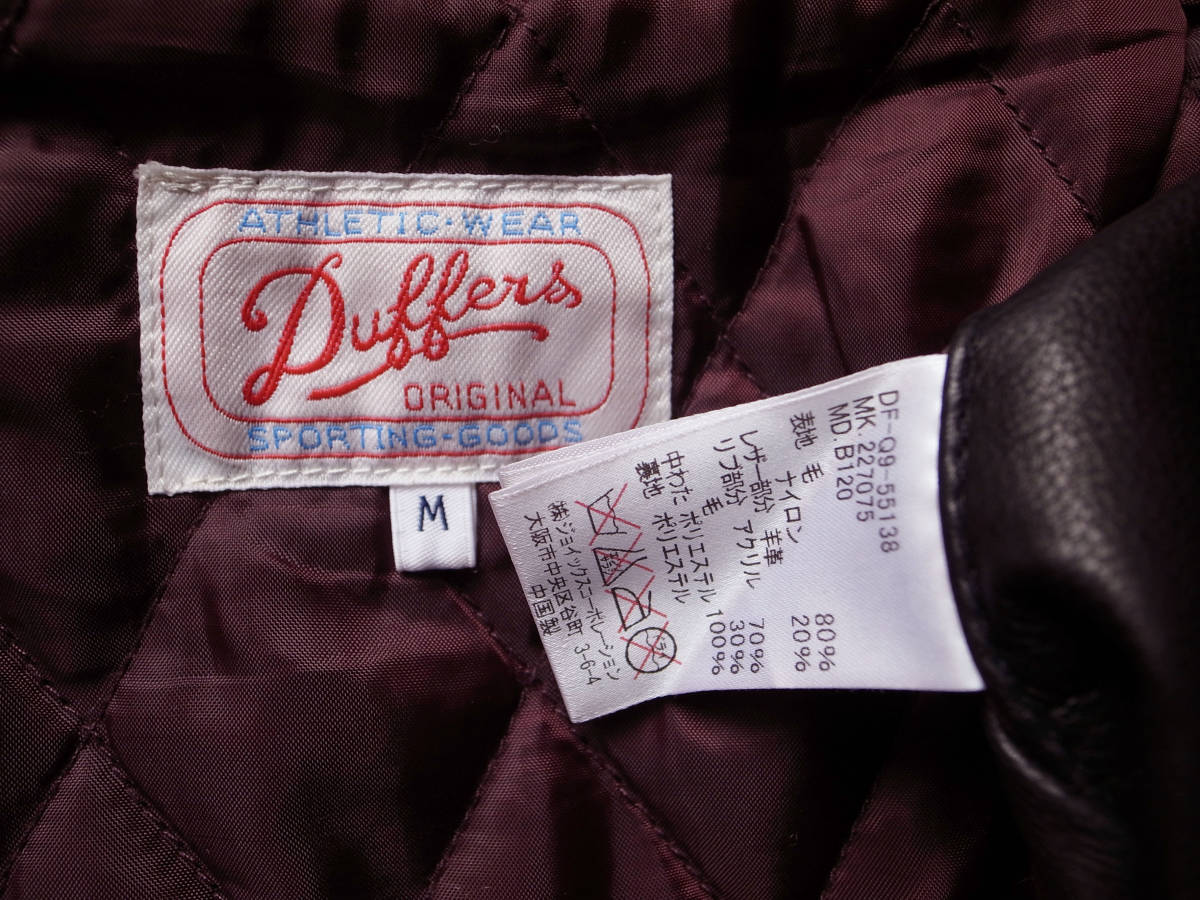 ATHLETIC·WEAR
Duffers
ORIGINAL
SPORTING-GOODS
M
DF-Q9-55138
MK.227075
MD.B120
表地 毛 80%
ナイロン 20%
レザー部分 羊革
リブ部分 アクリル 70%
毛 30%
中わた ポリエステル 100%
裏地 ポリエステル
ドライ
㈱ジョイックスコーポレーション
大阪市中央区谷町 3-6-4
中国製